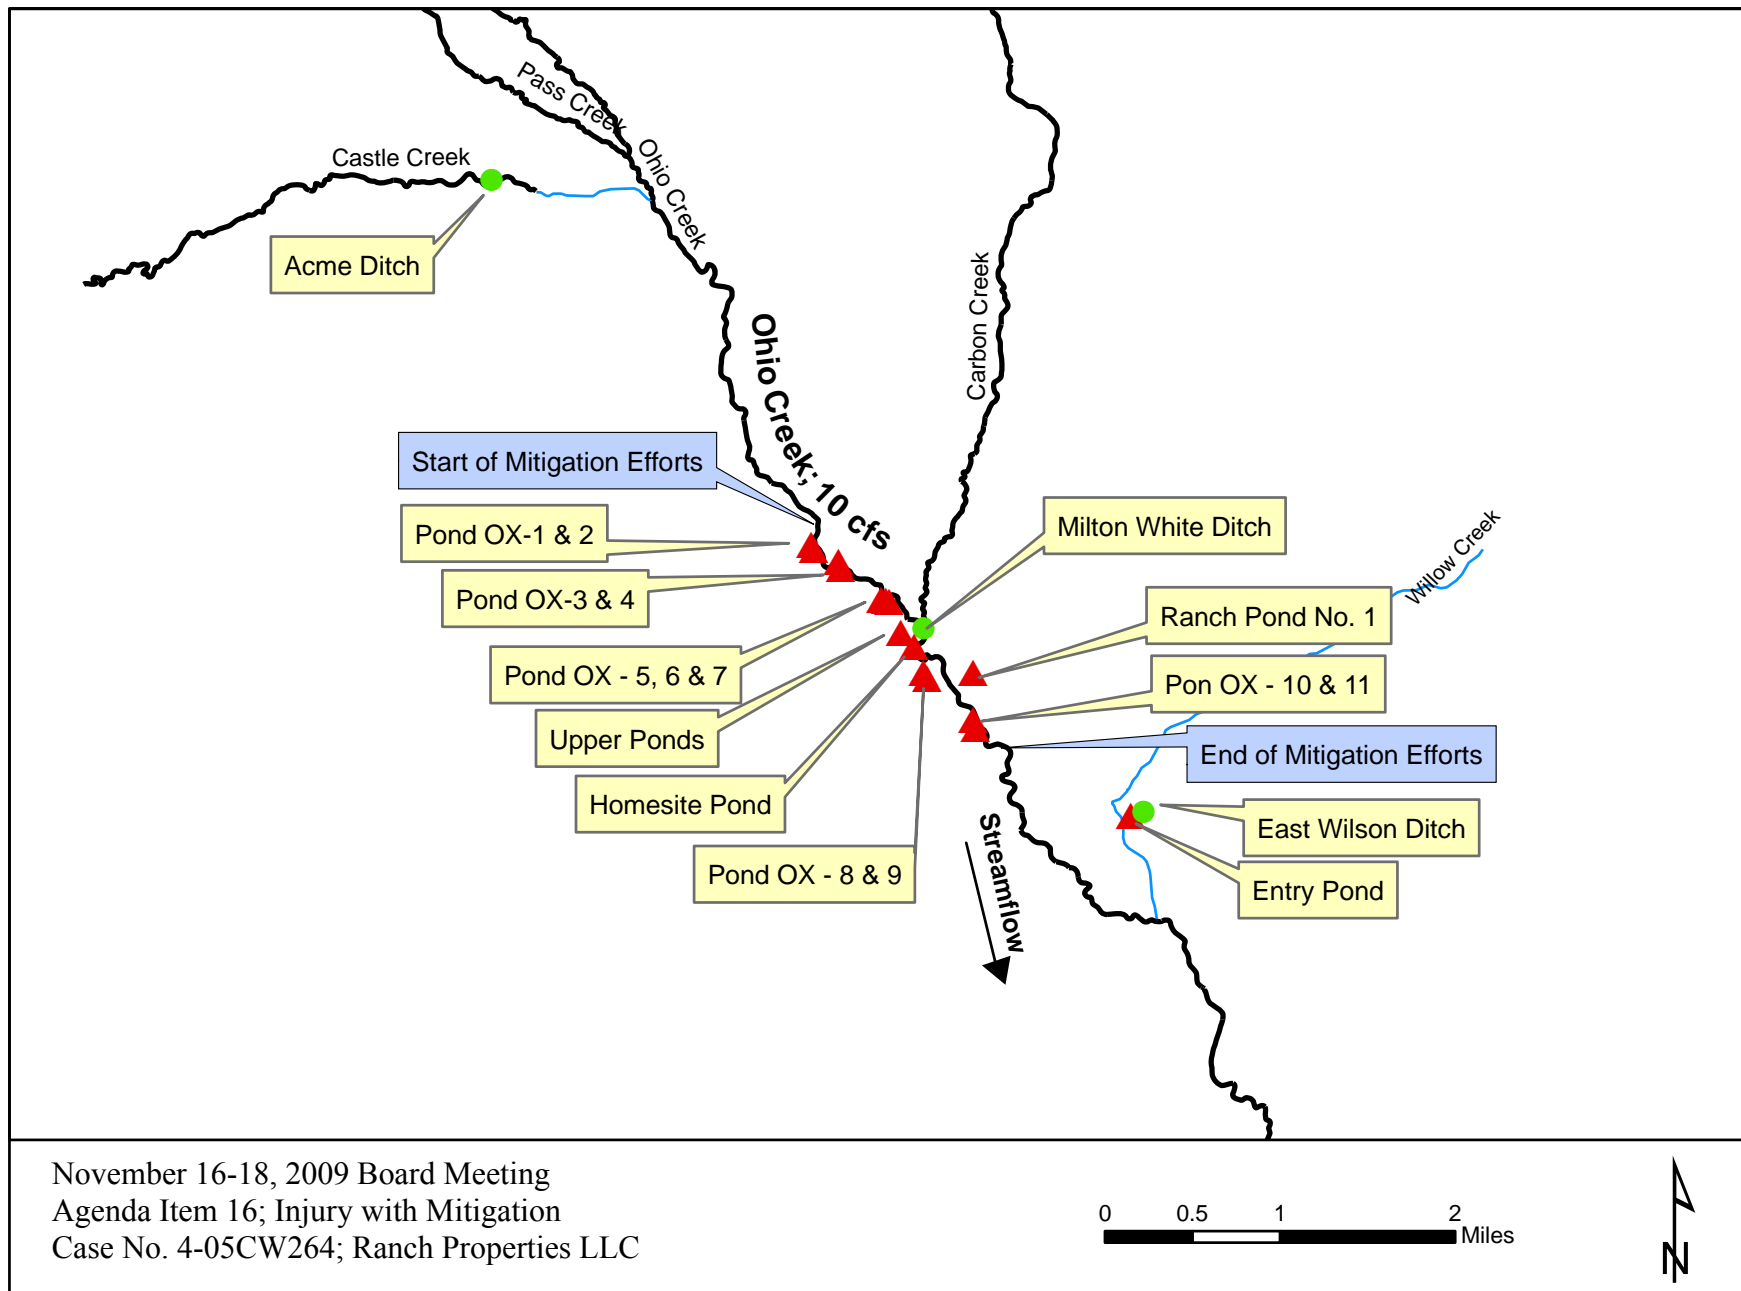 Pass Creek
Castle Creek
Ohio Creek
Acme Ditch
Carbon Creek
Ohio Creek; 10 cfs
Start of Mitigation Efforts
Pond OX-1 & 2
Milton White Ditch
Willow Creek
Pond OX-3 & 4
Ranch Pond No. 1
Pond OX - 5, 6 & 7
Pon OX - 10 & 11
Upper Ponds
End of Mitigation Efforts
Homesite Pond
East Wilson Ditch
Streamflow
Pond OX - 8 & 9
Entry Pond
November 16-18, 2009 Board Meeting
Agenda Item 16; Injury with Mitigation
Case No. 4-05CW264; Ranch Properties LLC
0 0.5 1 2
Miles
N